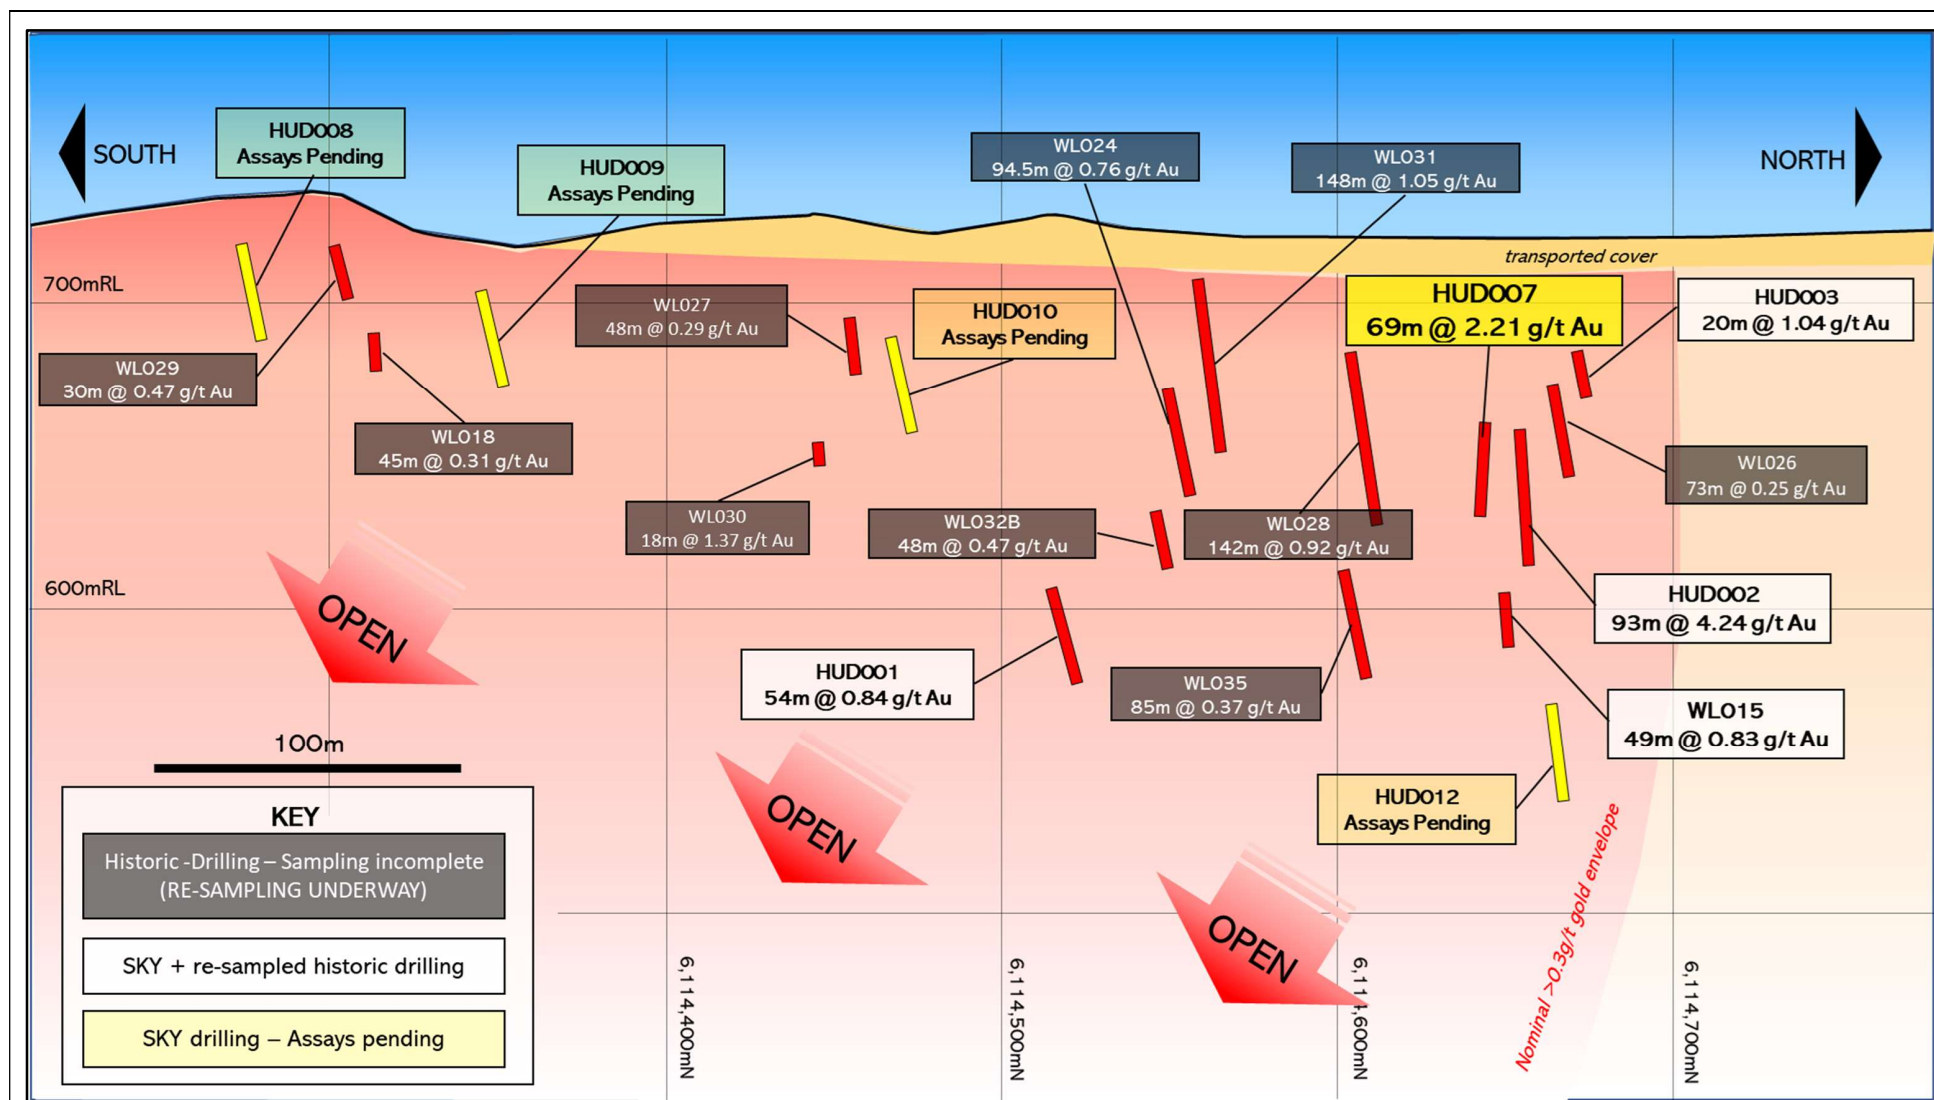 HUD008
Assays Pending
SOUTH
HUD009
Assays Pending
WL024
94.5m @ 0.76 g/t Au
WL031
148m @ 1.05 g/t Au
NORTH
transported cover
700mRL
WL027
48m @ 0.29 g/t Au
HUD010
Assays Pending
HUD007
69m @ 2.21 g/t Au
HUD003
20m @ 1.04 g/t Au
WL029
30m @ 0.47 g/t Au
WL018
45m @ 0.31 g/t Au
WL026
73m @ 0.25 g/t Au
WL030
18m @ 1.37 g/t Au
WL032B
48m @ 0.47 g/t Au
WL028
142m @ 0.92 g/t Au
600mRL
OPEN
HUD002
93m @ 4.24 g/t Au
HUD001
54m @ 0.84 g/t Au
WL035
85m @ 0.37 g/t Au
WL015
49m @ 0.83 g/t Au
100m
OPEN
HUD012
Assays Pending
OPEN
Nominal >0.3g/t gold envelope
KEY
Historic -Drilling – Sampling incomplete
(RE-SAMPLING UNDERWAY)
SKY + re-sampled historic drilling
SKY drilling – Assays pending
6,114,400mN
6,114,500mN
6,114,600mN
6,114,700mN